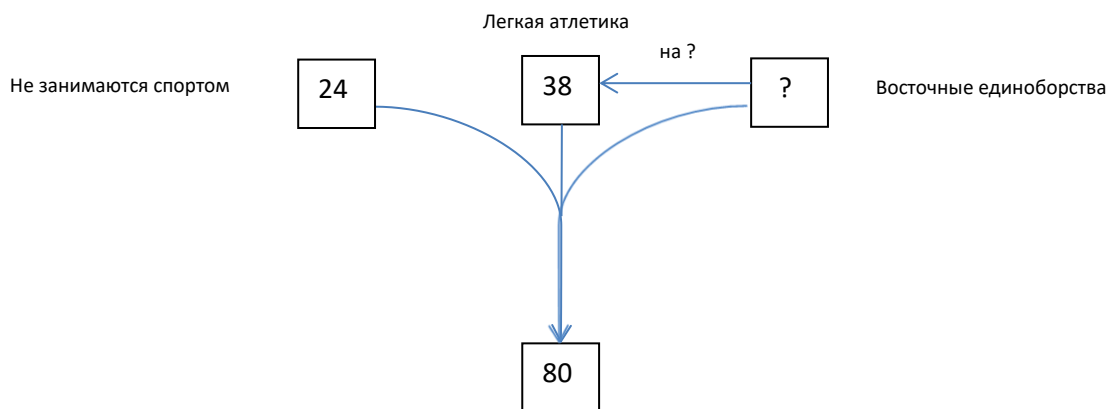 Легкая атлетика
на ?
Не занимаются спортом
24
38
?
Восточные единоборства
80